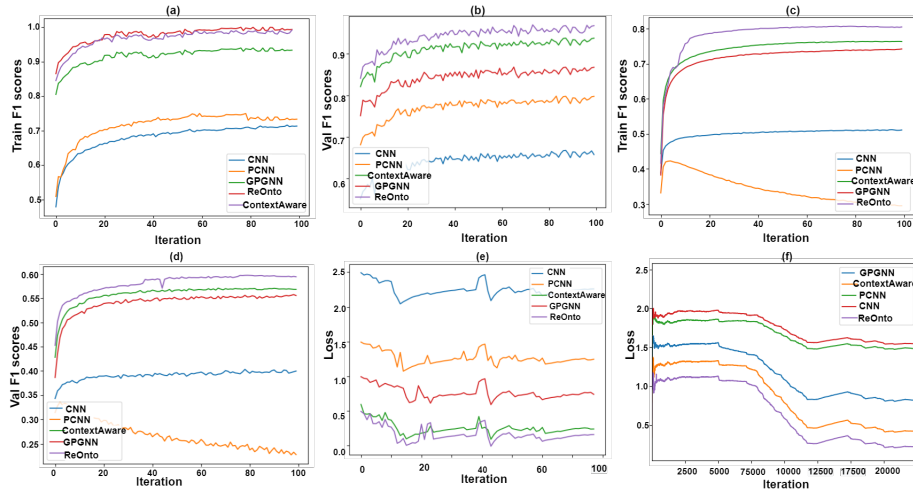 (a)
1.0
0.9
0.8
0.7
0.6
0.5
Train F1 scores
CNN
PCNN
GPGNN
ReOnto
ContextAware
0 20 40 60 80 100
Iteration
(b)
0.9
0.8
0.7
0.6
Val F1 scores
CNN
PCNN
ContextAware
GPGNN
ReOnto
0 20 40 60 80 100
Iteration
(c)
0.8
0.7
0.6
0.5
0.4
0.3
Train F1 scores
CNN
PCNN
ContextAware
GPGNN
ReOnto
0 20 40 60 80 100
Iteration
(d)
0.60
0.55
0.50
0.45
0.40
0.35
0.30
0.25
Val F1 scores
CNN
PCNN
ContextAware
GPGNN
ReOnto
0 20 40 60 80 100
Iteration
(e)
2.5
2.0
1.5
1.0
0.5
0.0
Loss
CNN
PCNN
ContextAware
GPGNN
ReOnto
0 20 40 60 80 100
Iteration
(f)
2.5
2.0
1.5
1.0
0.5
Loss
GPGNN
ContextAware
PCNN
CNN
ReOnto
2500 5000 75000 10000 12500 17500 20000
Iteration